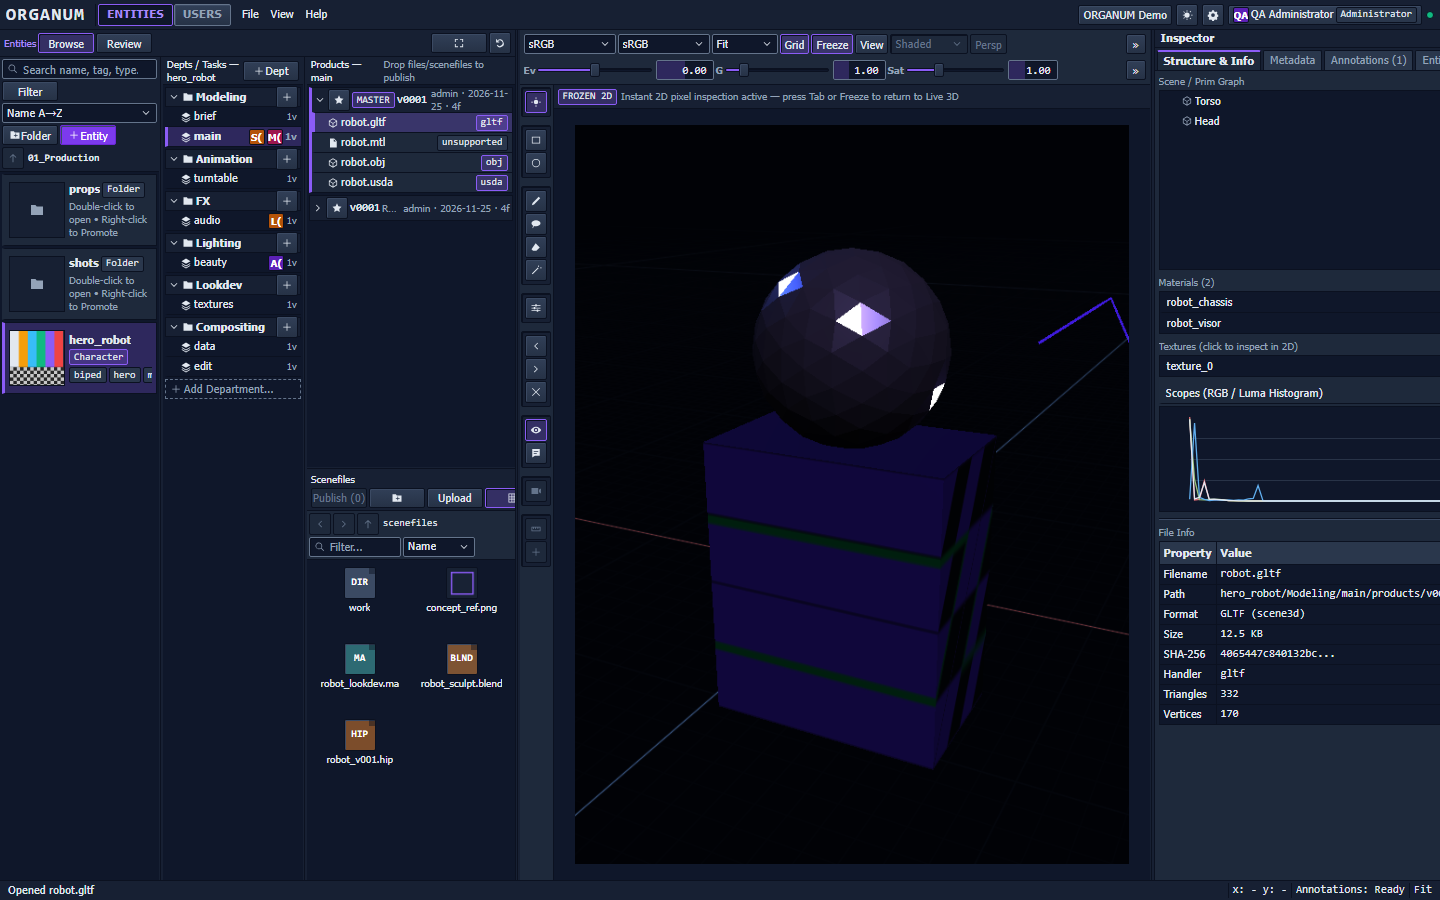 ORGANUM ENTITIES USERS File View Help ORGANUM Demo QA QA Administrator Administrator
Entities Browse Review
Search name, tag, type.
Filter
Name A→Z
Folder + Entity
01_Production
props Folder
Double-click to
open • Right-click
to Promote
shots Folder
Double-click to
open • Right-click
to Promote
hero_robot
Character
biped hero
Depts / Tasks —
hero_robot
+ Dept
Modeling
brief 1v
main S( M( 1v
Animation
turntable 1v
FX
audio L( 1v
Lighting
beauty A( 1v
Lookdev
textures 1v
Compositing
data 1v
edit 1v
+ Add Department...
Products —
main
Drop files/scenefiles to
publish
MASTER v0001 admin · 2026-11-
25 · 4f
robot.gltf gltf
robot.mtl unsupported
robot.obj obj
robot.usda usda
v0001 R... admin · 2026-11-25 · 4f
Scenefiles
Publish (0) Upload
scenefiles
Filter... Name
DIR
work
concept_ref.png
MA
robot_lookdev.ma
BLND
robot_sculpt.blend
HIP
robot_v001.hip
sRGB sRGB Fit Grid Freeze View Shaded Persp »
Ev 0.00 G 1.00 Sat 1.00 »
FROZEN 2D Instant 2D pixel inspection active — press Tab or Freeze to return to Live 3D
Inspector
Structure & Info Metadata Annotations (1) Enti
Scene / Prim Graph
Torso
Head
Materials (2)
robot_chassis
robot_visor
Textures (click to inspect in 2D)
texture_0
Scopes (RGB / Luma Histogram)
File Info
Property Value
Filename robot.gltf
Path hero_robot/Modeling/main/products/v00
Format GLTF (scene3d)
Size 12.5 KB
SHA-256 4065447c840132bc...
Handler gltf
Triangles 332
Vertices 170
Opened robot.gltf x: - y: - Annotations: Ready Fit